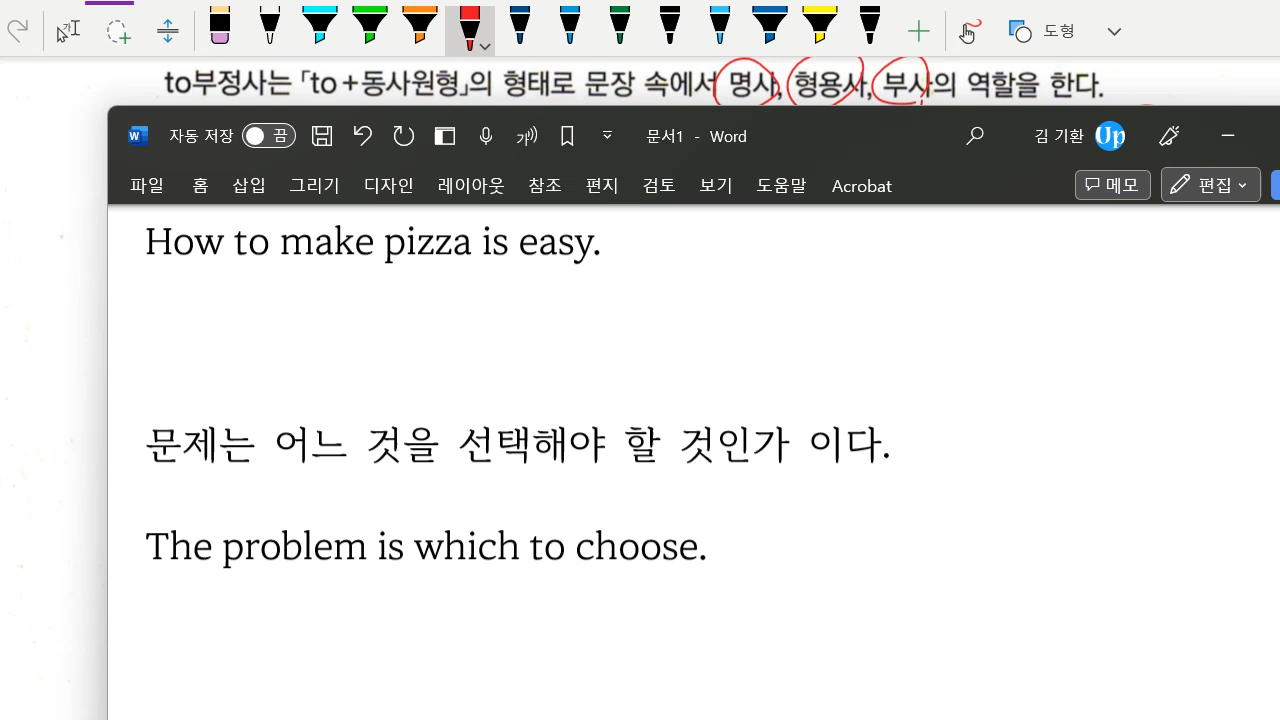 도형
to부정사는 「to+동사원형」의 형태로 문장 속에서 명사, 형용사, 부사의 역할을 한다.
자동 저장 끔 문서1 - Word 김 기환 Up
파일 홈 삽입 그리기 디자인 레이아웃 참조 편지 검토 보기 도움말 Acrobat 메모 편집
How to make pizza is easy.
문제는 어느 것을 선택해야 할 것인가 이다.
The problem is which to choose.